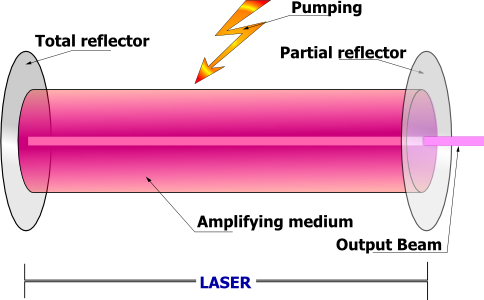 Pumping
Total reflector
Partial reflector
Amplifying medium
Output Beam
LASER